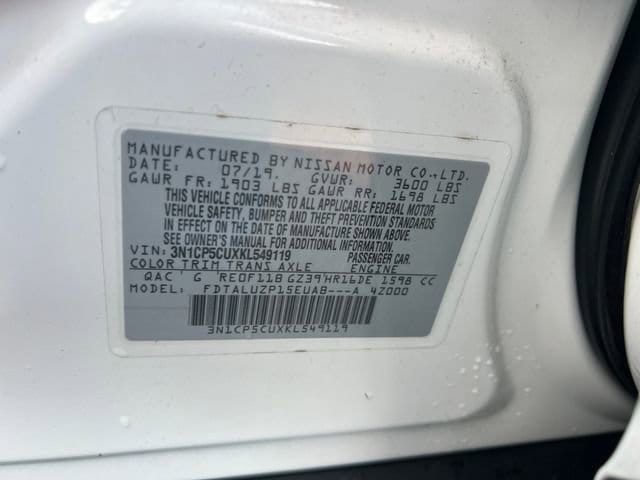 MANUFACTURED BY NISSAN MOTOR CO.,LTD.
DATE: 07/19. GVWR: 3600 LBS
GAWR FR: 1903 LBS GAWR RR: 1698 LBS
THIS VEHICLE CONFORMS TO ALL APPLICABLE FEDERAL MOTOR
VEHICLE SAFETY, BUMPER AND THEFT PREVENTION STANDARDS
IN EFFECT ON THE DATE OF MANUFACTURE SHOWN ABOVE.
SEE OWNER'S MANUAL FOR ADDITIONAL INFORMATION.
VIN: 3N1CP5CUXKL549119 PASSENGER CAR.
COLOR TRIM TRANS AXLE ENGINE
QAC G RE0F11B GZ39 HR16DE 1598 CC
MODEL: FDTALUZP15EUAB---A 4Z000
3N1CP5CUXKL549119